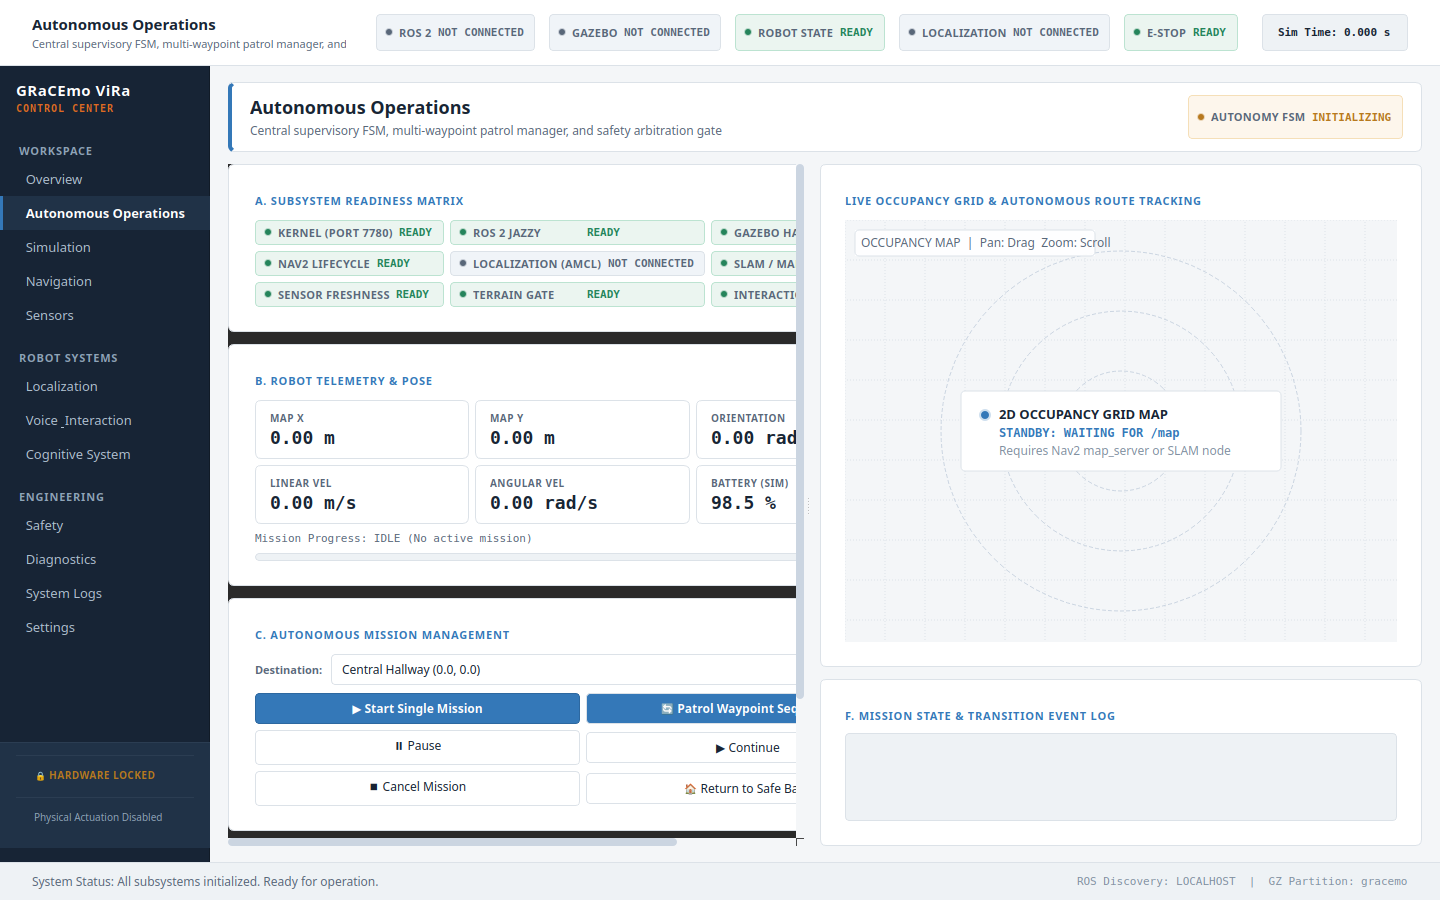 Autonomous Operations
Central supervisory FSM, multi-waypoint patrol manager, and
ROS 2 NOT CONNECTED
GAZEBO NOT CONNECTED
ROBOT STATE READY
LOCALIZATION NOT CONNECTED
E-STOP READY
Sim Time: 0.000 s
GRaCEmo ViRa
CONTROL CENTER
WORKSPACE
Overview
Autonomous Operations
Simulation
Navigation
Sensors
ROBOT SYSTEMS
Localization
Voice _Interaction
Cognitive System
ENGINEERING
Safety
Diagnostics
System Logs
Settings
🔒 HARDWARE LOCKED
Physical Actuation Disabled
Autonomous Operations
Central supervisory FSM, multi-waypoint patrol manager, and safety arbitration gate
AUTONOMY FSM INITIALIZING
A. SUBSYSTEM READINESS MATRIX
KERNEL (PORT 7780) READY
ROS 2 JAZZY READY
GAZEBO HA
NAV2 LIFECYCLE READY
LOCALIZATION (AMCL) NOT CONNECTED
SLAM / MA
SENSOR FRESHNESS READY
TERRAIN GATE READY
INTERACTI
B. ROBOT TELEMETRY & POSE
MAP X
0.00 m
MAP Y
0.00 m
ORIENTATION
0.00 rad
LINEAR VEL
0.00 m/s
ANGULAR VEL
0.00 rad/s
BATTERY (SIM)
98.5 %
Mission Progress: IDLE (No active mission)
C. AUTONOMOUS MISSION MANAGEMENT
Destination: Central Hallway (0.0, 0.0)
▶ Start Single Mission
🔄 Patrol Waypoint Seq
⏸ Pause
▶ Continue
⏹ Cancel Mission
🏠 Return to Safe Ba
LIVE OCCUPANCY GRID & AUTONOMOUS ROUTE TRACKING
OCCUPANCY MAP | Pan: Drag Zoom: Scroll
2D OCCUPANCY GRID MAP
STANDBY: WAITING FOR /map
Requires Nav2 map_server or SLAM node
F. MISSION STATE & TRANSITION EVENT LOG
System Status: All subsystems initialized. Ready for operation.
ROS Discovery: LOCALHOST | GZ Partition: gracemo